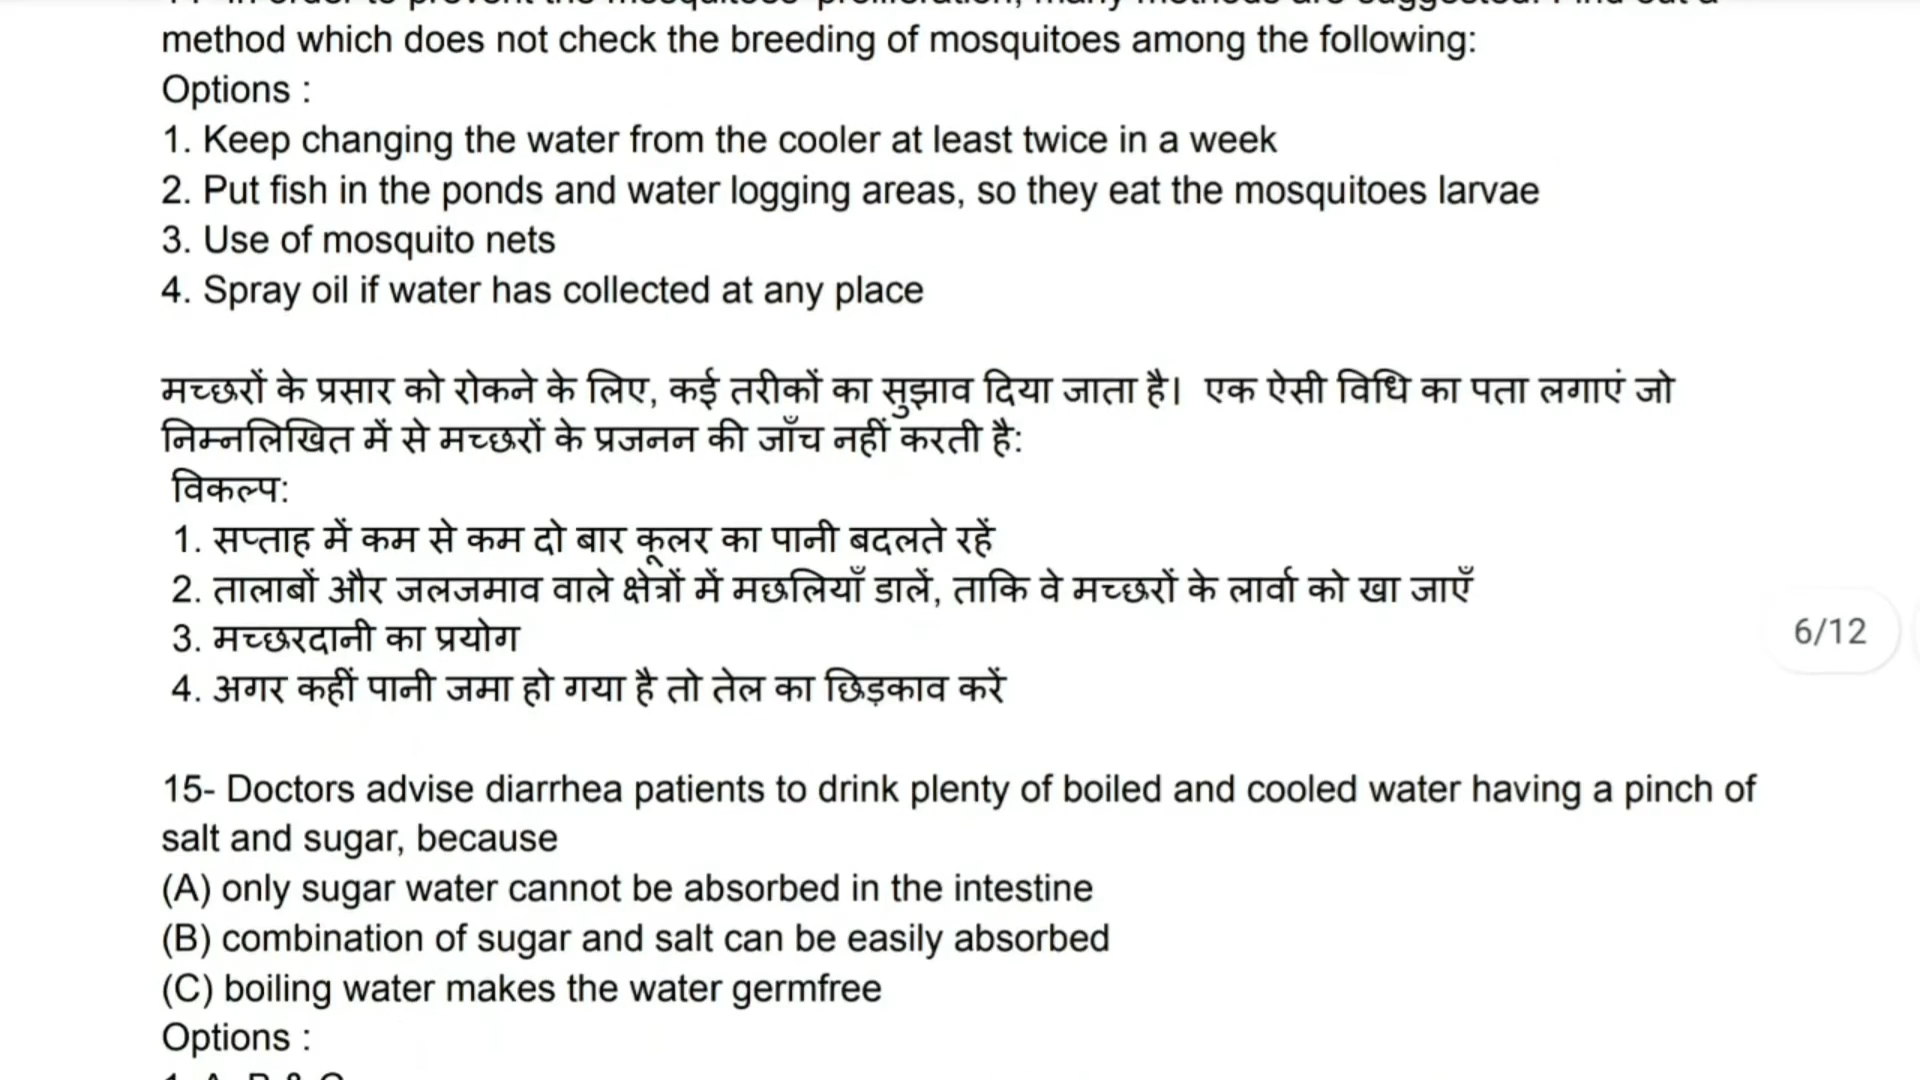 method which does not check the breeding of mosquitoes among the following:
Options :
1. Keep changing the water from the cooler at least twice in a week
2. Put fish in the ponds and water logging areas, so they eat the mosquitoes larvae
3. Use of mosquito nets
4. Spray oil if water has collected at any place
मच्छरों के प्रसार को रोकने के लिए, कई तरीकों का सुझाव दिया जाता है। एक ऐसी विधि का पता लगाएं जो
निम्नलिखित में से मच्छरों के प्रजनन की जाँच नहीं करती है:
विकल्प:
1. सप्ताह में कम से कम दो बार कूलर का पानी बदलते रहें
2. तालाबों और जलजमाव वाले क्षेत्रों में मछलियाँ डालें, ताकि वे मच्छरों के लार्वा को खा जाएँ
3. मच्छरदानी का प्रयोग
4. अगर कहीं पानी जमा हो गया है तो तेल का छिड़काव करें
6/12
15- Doctors advise diarrhea patients to drink plenty of boiled and cooled water having a pinch of
salt and sugar, because
(A) only sugar water cannot be absorbed in the intestine
(B) combination of sugar and salt can be easily absorbed
(C) boiling water makes the water germfree
Options :